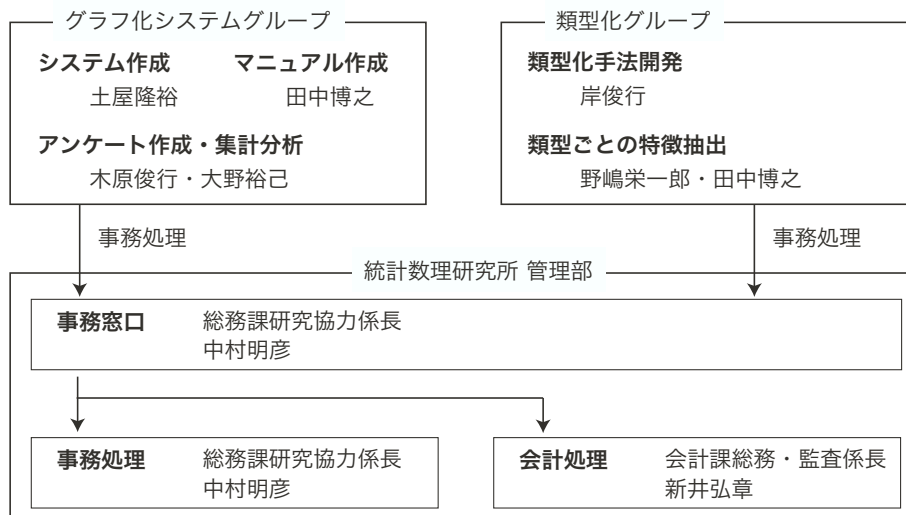 グラフ化システムグループ
システム作成
土屋隆裕
マニュアル作成
田中博之
アンケート作成・集計分析
木原俊行・大野裕己
類型化グループ
類型化手法開発
岸俊行
類型ごとの特徴抽出
野嶋栄一郎・田中博之
事務処理
事務処理
統計数理研究所 管理部
事務窓口
総務課研究協力係長
中村明彦
事務処理
総務課研究協力係長
中村明彦
会計処理
会計課総務・監査係長
新井弘章